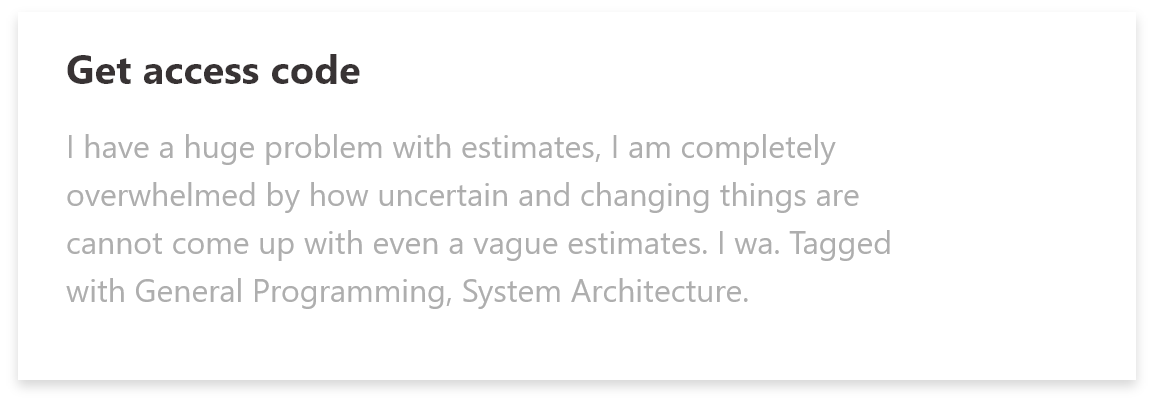 Get access code
I have a huge problem with estimates, I am completely
overwhelmed by how uncertain and changing things are
cannot come up with even a vague estimates. I wa. Tagged
with General Programming, System Architecture.